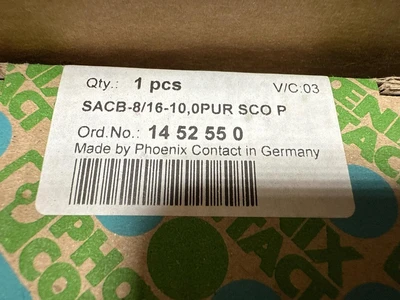 Qty.: 1 pcs V/C:03
SACB-8/16-10,0PUR SCO P
Ord.No.: 14 52 55 0
Made by Phoenix Contact in Germany